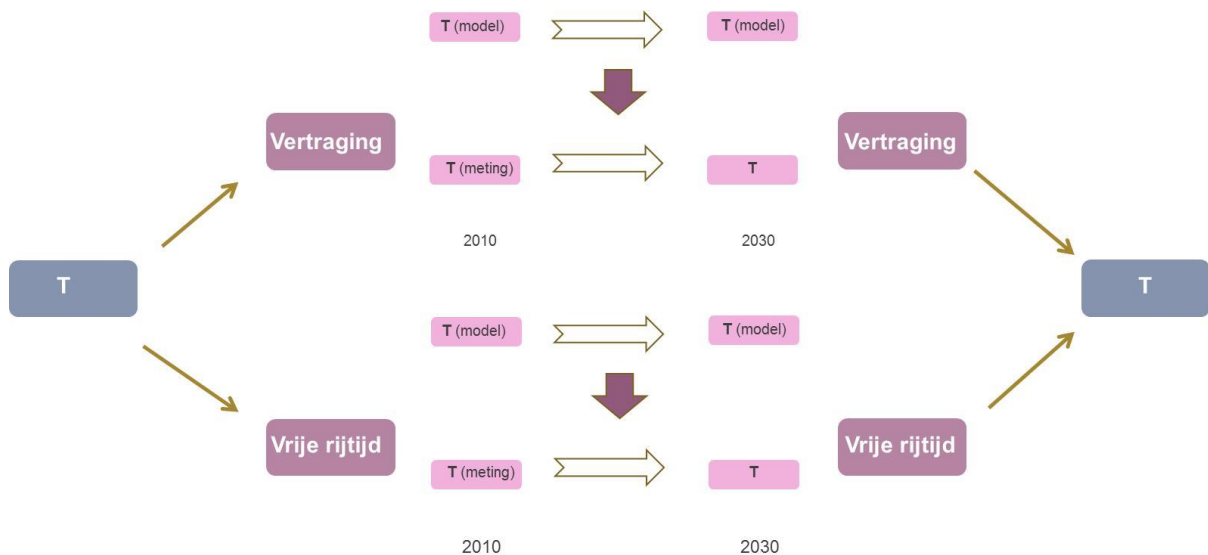 T (model)
T (model)
Vertraging
Vertraging
T (meting)
T
2010
2030
T
T
T (model)
T (model)
Vrije rijtijd
Vrije rijtijd
T (meting)
T
2010
2030